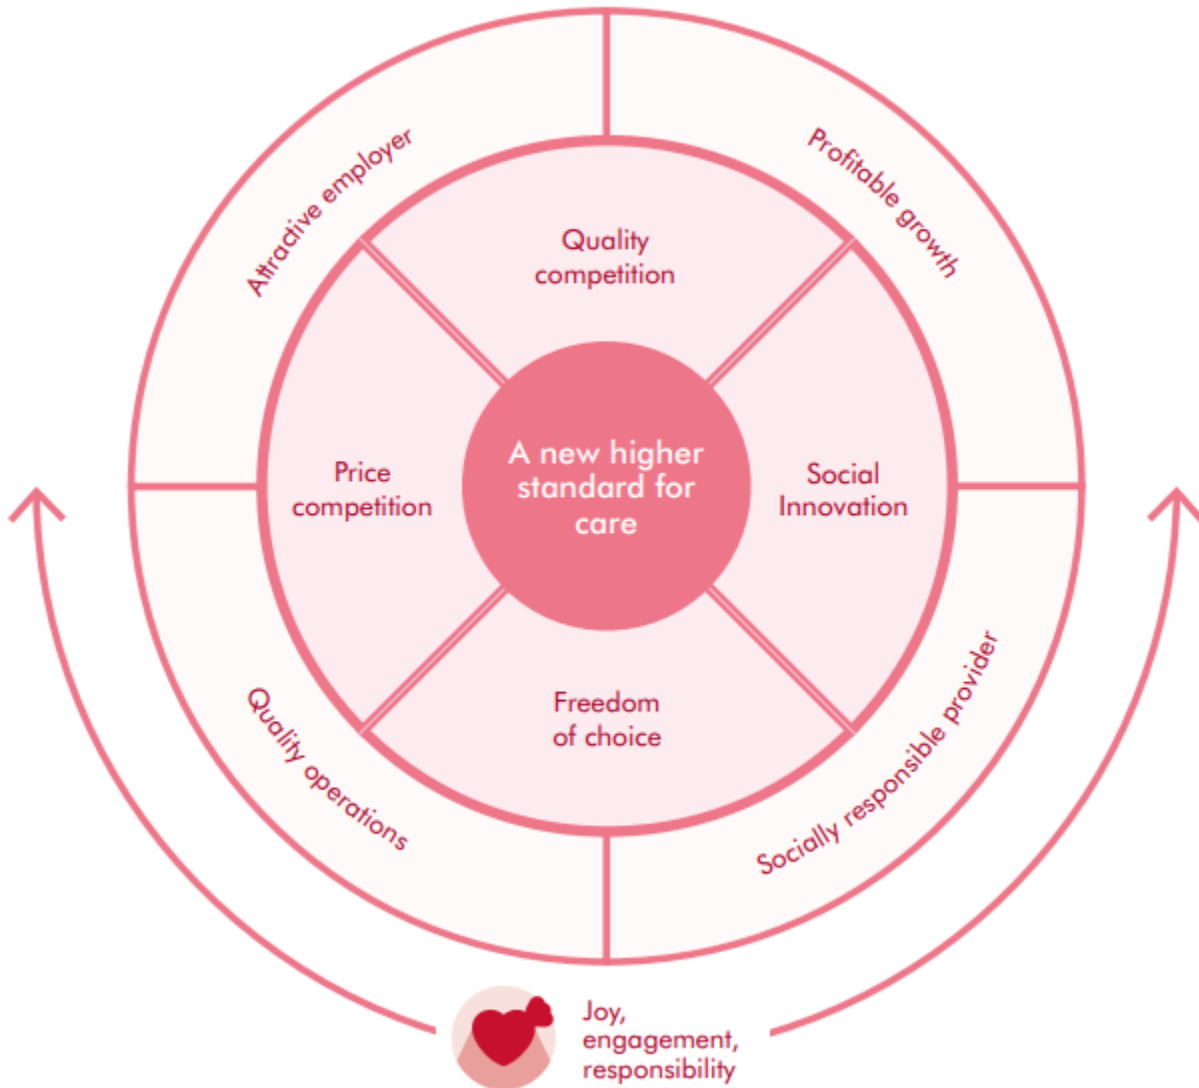 Attractive employer
Profitable growth
Quality
competition
Price
competition
A new higher
standard for
care
Social
Innovation
Freedom
of choice
Quality operations
Socially responsible provider
Joy,
engagement,
responsibility